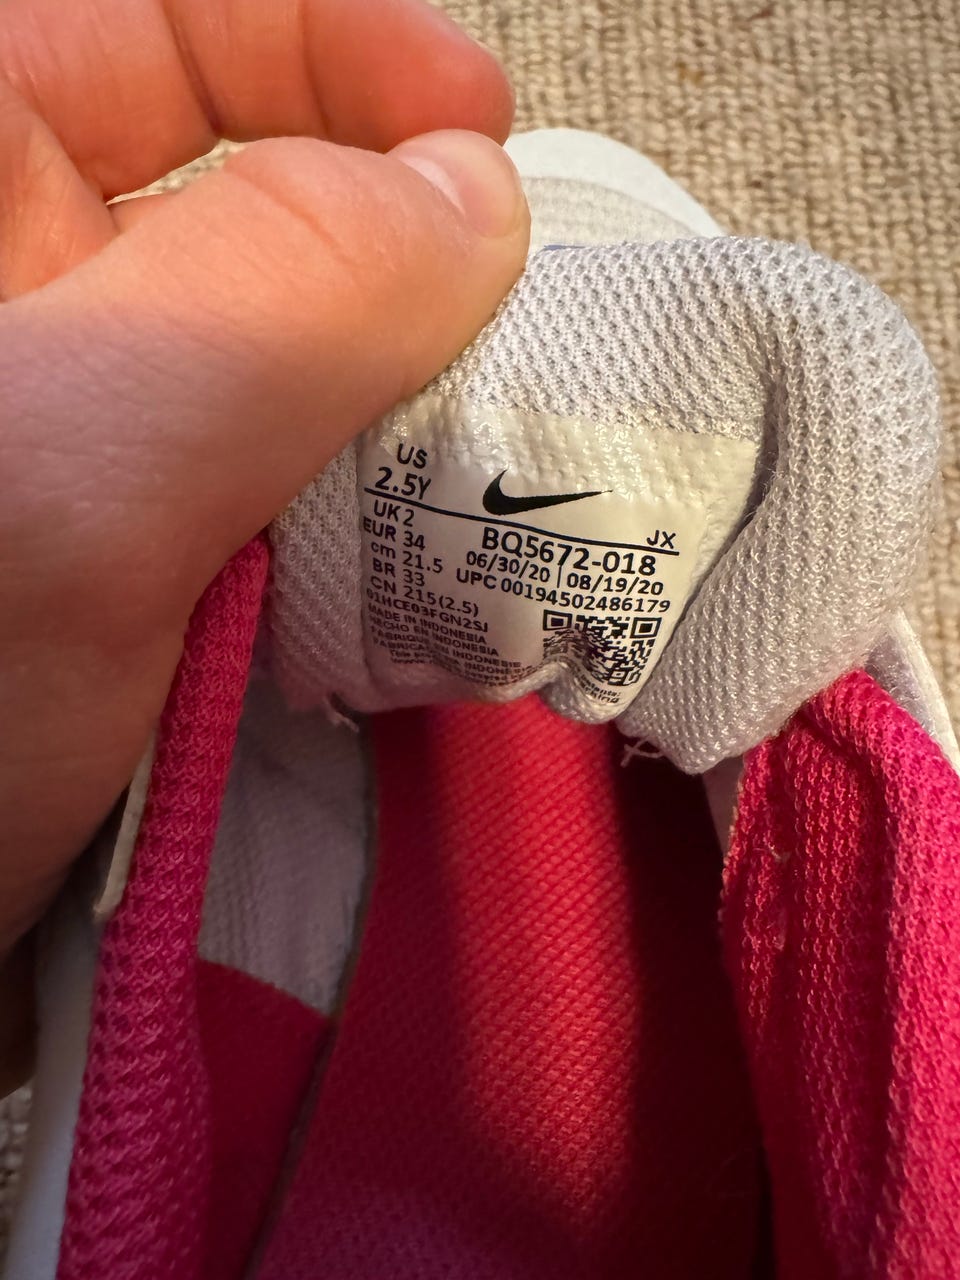 US
2.5Y
UK 2
EUR 34
cm 21.5
BR 33
CN 215(2.5)
JX
BQ5672-018
06/30/20 | 08/19/20
UPC 00194502486179
01HCE03FGN2SJ
MADE IN INDONESIA
HECHO EN INDONESIA
FABRIQUÉ EN INDONESIE